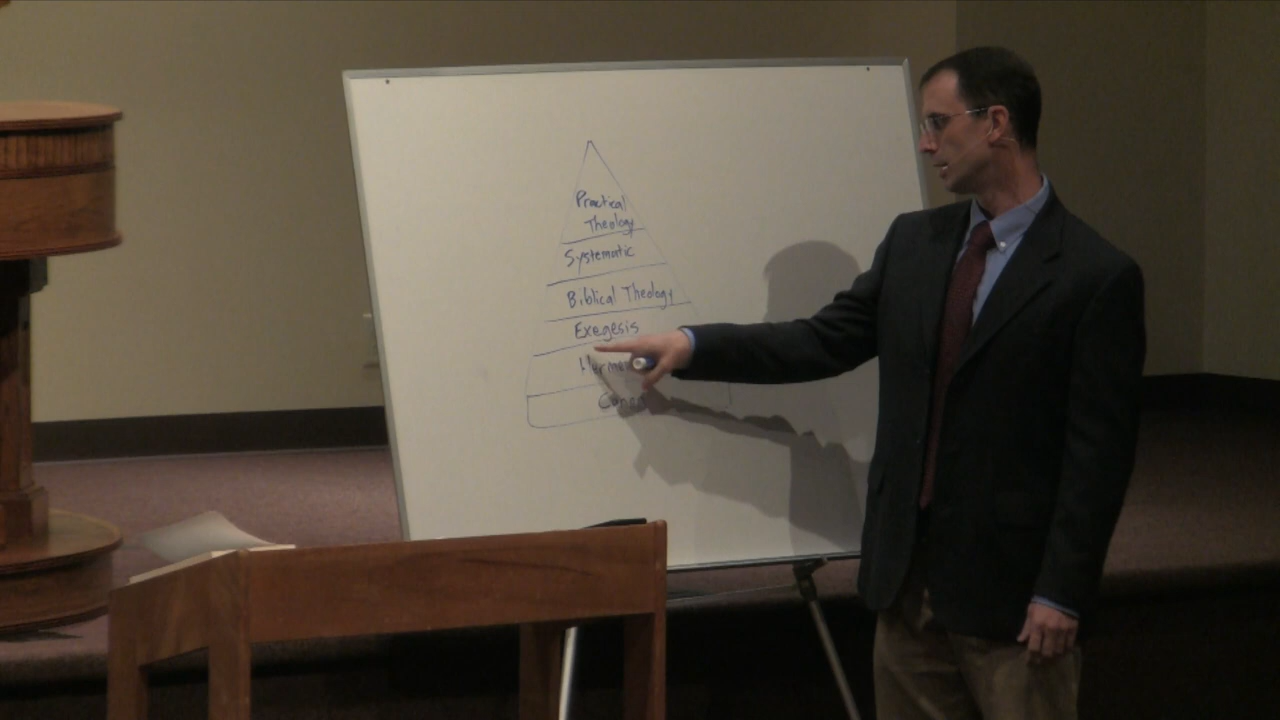 Practical
Theology
Systematic
Biblical Theology
Exegesis